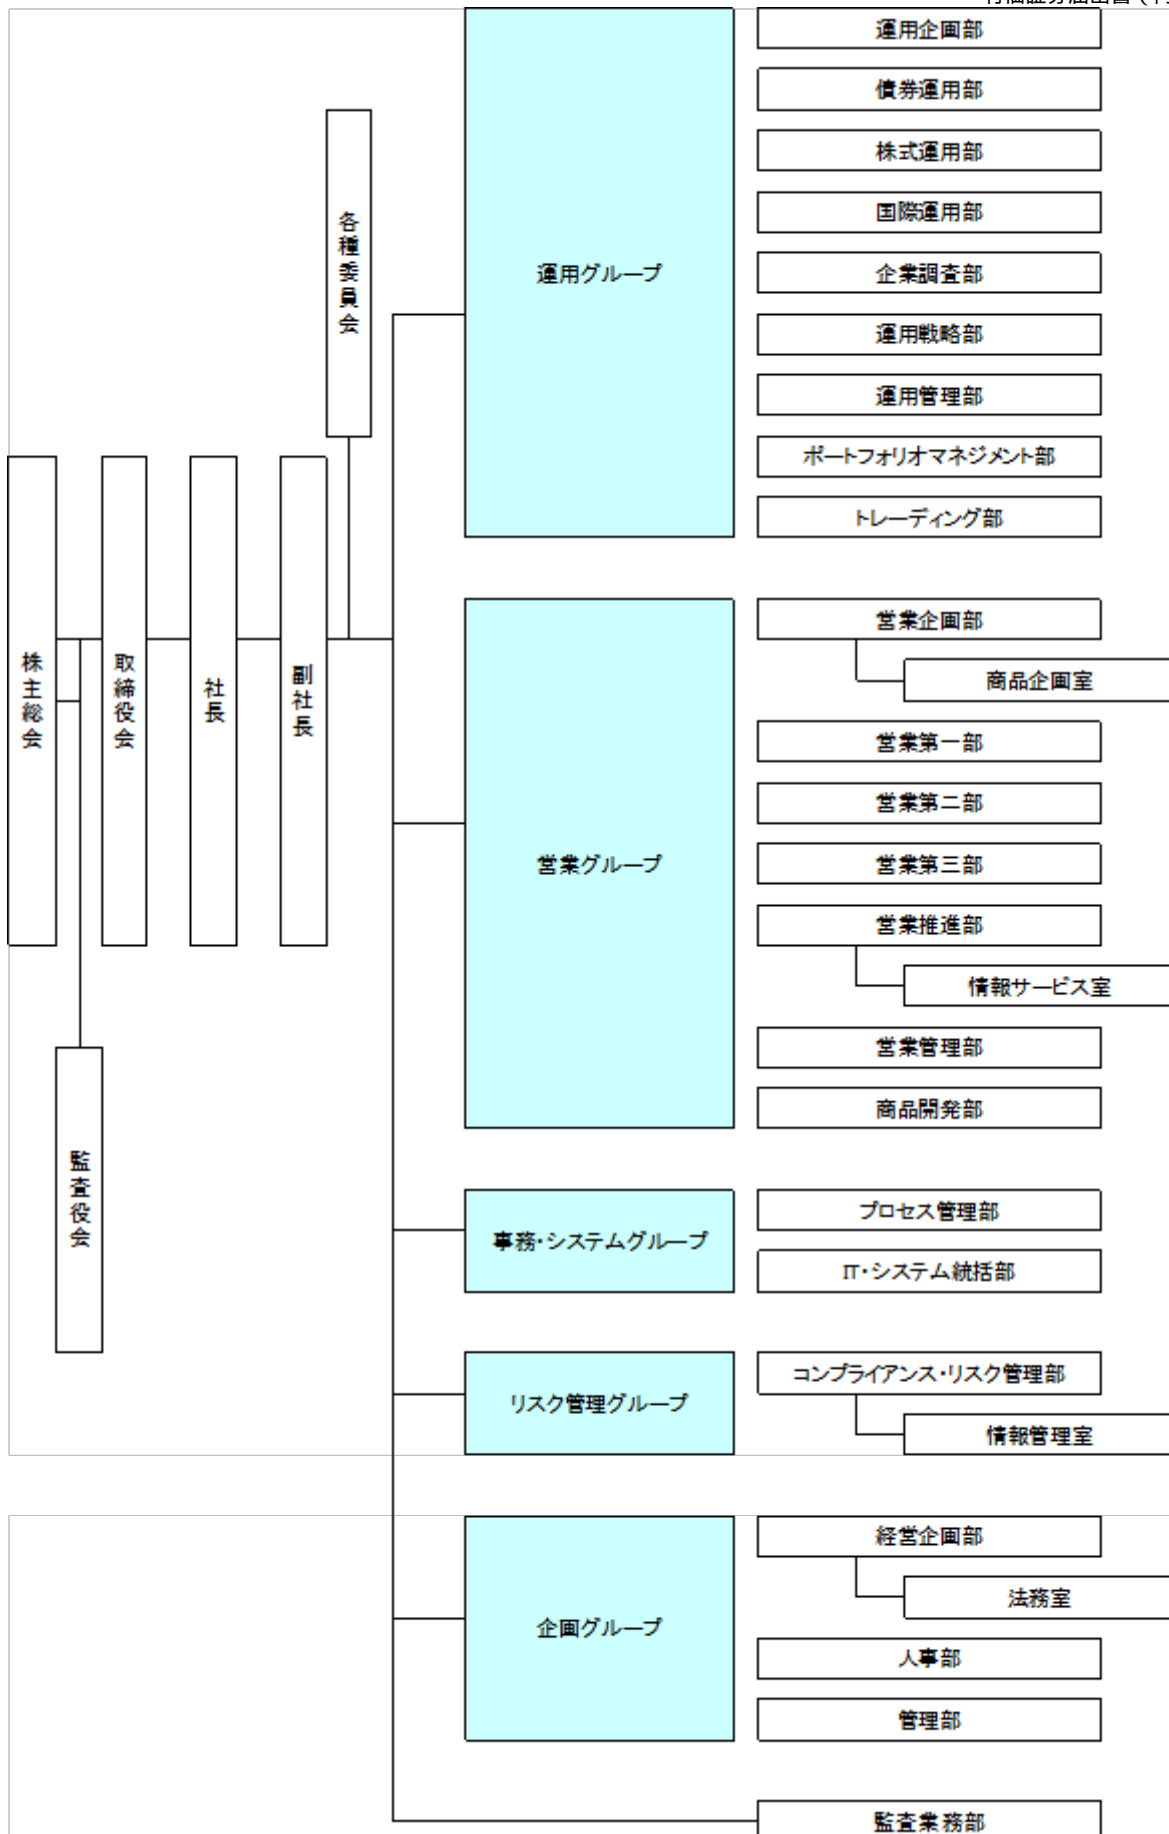 運用企画部
債券運用部
株式運用部
国際運用部
企業調査部
運用戦略部
運用管理部
ポートフォリオマネジメント部
トレーディング部
運用グループ
各種委員会
株主総会
取締役会
社長
副社長
監査役会
営業グループ
営業企画部
商品企画室
営業第一部
営業第二部
営業第三部
営業推進部
情報サービス室
営業管理部
商品開発部
事務・システムグループ
プロセス管理部
IT・システム統括部
リスク管理グループ
コンプライアンス・リスク管理部
情報管理室
企画グループ
経営企画部
法務室
人事部
管理部
監査業務部